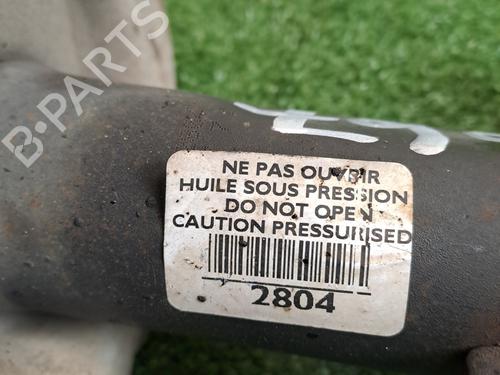 B-PARTS
NE PAS OUVRIR
HUILE SOUS PRESSION
DO NOT OPEN
CAUTION PRESSURISED
2804